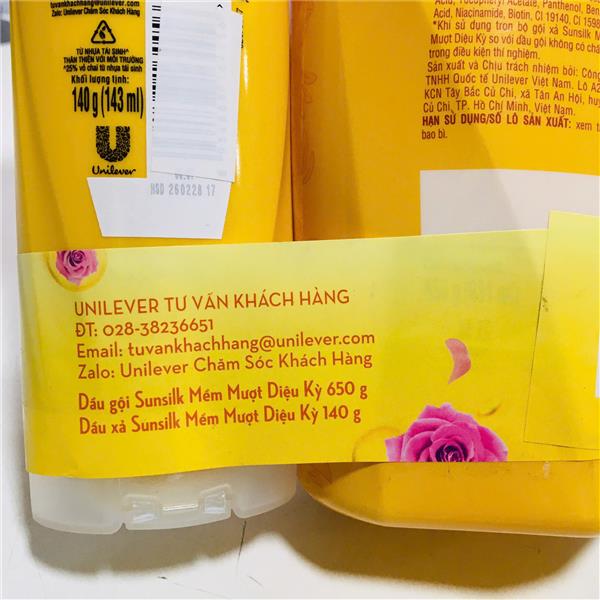 @unilever.com
tuvankhachhang@unilever.com
Zalo: Unilever Chăm Sóc Khách Hàng
TỪ NHỰA TÁI SINH^
THÂN THIỆN VỚI MÔI TRƯỜNG
^25% vỏ chai từ nhựa tái sinh
Khối lượng tịnh:
140 g (143 ml)
Unilever
HSD 260228 17
Acid, Tocopheryl Acetate, Panthenol, Ben
Acid, Niacinamide, Biotin, CI 19140, CI 1598
*Khi sử dụng trọn bộ gội xả Sunsilk M
Mượt Diệu Kỳ so với dầu gội không có chấ
trong điều kiện thí nghiệm.
Sản xuất và Chịu trách nhiệm bởi: Công
TNHH Quốc tế Unilever Việt Nam, Lô A2
KCN Tây Bắc Củ Chi, xã Tân An Hội, huy
Củ Chi, TP. Hồ Chí Minh, Việt Nam.
HẠN SỬ DỤNG/SỐ LÔ SẢN XUẤT: xem t
bao bì.
UNILEVER TƯ VẤN KHÁCH HÀNG
ĐT: 028-38236651
Email: tuvankhachhang@unilever.com
Zalo: Unilever Chăm Sóc Khách Hàng
Dầu gội Sunsilk Mềm Mượt Diệu Kỳ 650 g
Dầu xả Sunsilk Mềm Mượt Diệu Kỳ 140 g